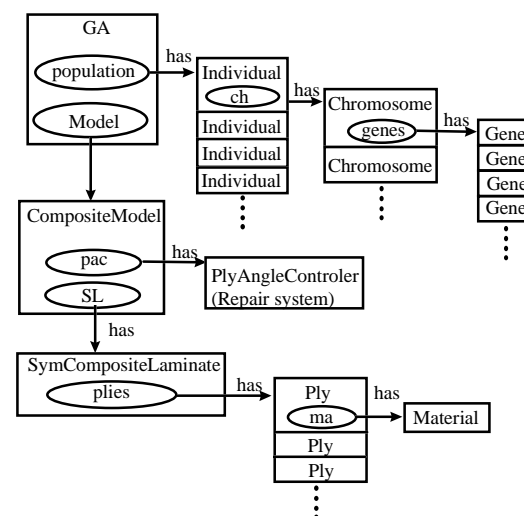 GA
population
Model
has
Individual
ch
Individual
Individual
Individual
has
Chromosome
genes
Chromosome
has
Gene
Gene
Gene
Gene
CompositeModel
pac
SL
has
PlyAngleControler
(Repair system)
has
SymCompositeLaminate
plies
has
Ply
ma
Ply
Ply
has
Material